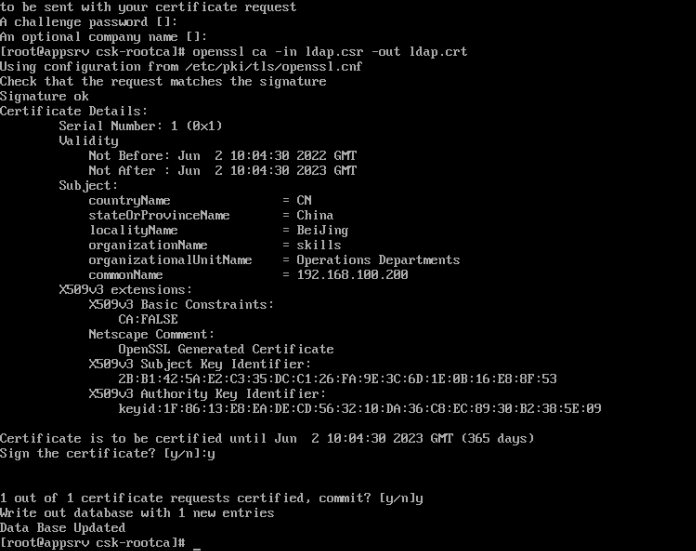 to be sent with your certificate request
A challenge password []:
An optional company name []:
[root@appsrv csk-rootca]# openssl ca -in ldap.csr -out ldap.crt
Using configuration from /etc/pki/tls/openssl.cnf
Check that the request matches the signature
Signature ok
Certificate Details:
        Serial Number: 1 (0x1)
        Validity
            Not Before: Jun  2 10:04:30 2022 GMT
            Not After : Jun  2 10:04:30 2023 GMT
        Subject:
            countryName               = CN
            stateOrProvinceName       = China
            localityName              = BeiJing
            organizationName          = skills
            organizationalUnitName    = Operations Departments
            commonName                = 192.168.100.200
        X509v3 extensions:
            X509v3 Basic Constraints:
                CA:FALSE
            Netscape Comment:
                OpenSSL Generated Certificate
            X509v3 Subject Key Identifier:
                2B:B1:42:5A:E2:C3:35:DC:C1:26:FA:9E:3C:6D:1E:0B:16:E8:8F:53
            X509v3 Authority Key Identifier:
                keyid:1F:86:13:E8:EA:DE:CD:56:32:10:DA:36:C8:EC:89:30:B2:38:5E:09
Certificate is to be certified until Jun  2 10:04:30 2023 GMT (365 days)
Sign the certificate? [y/n]:y
1 out of 1 certificate requests certified, commit? [y/n]y
Write out database with 1 new entries
Data Base Updated
[root@appsrv csk-rootca]# _